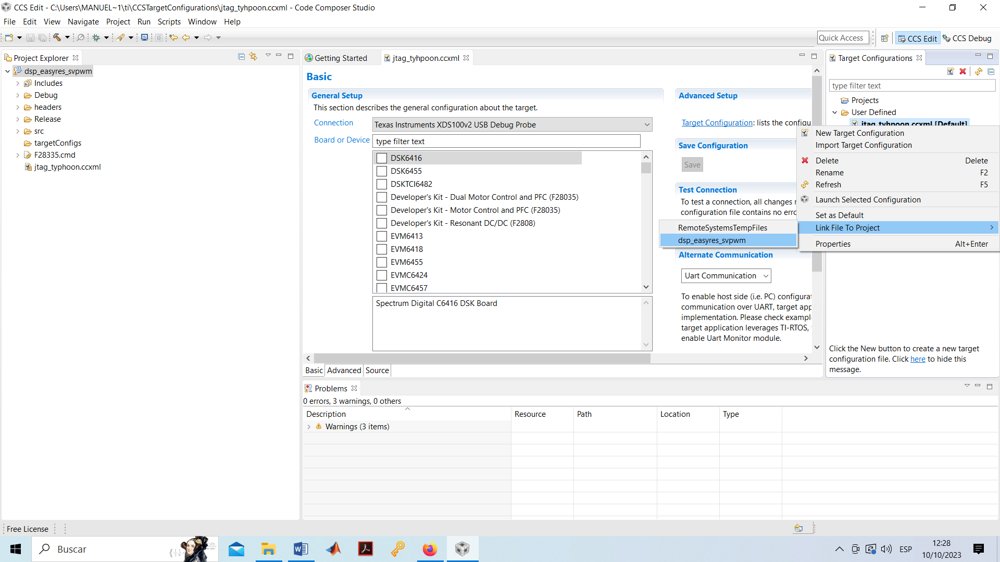 CCS Edit - C:\Users\MANUEL~1\ti\CCSTargetConfigurations\jtag_tyhpoon.ccxml - Code Composer Studio
File Edit View Navigate Project Run Scripts Window Help
Quick Access
CCS Edit
CCS Debug
Project Explorer
dsp_easyres_svpwm
Includes
Debug
headers
Release
src
targetConfigs
F28335.cmd
jtag_typhoon.ccxml
Getting Started
jtag_tyhpoon.ccxml
Basic
General Setup
This section describes the general configuration about the target.
Connection
Texas Instruments XDS100v2 USB Debug Probe
Board or Device
type filter text
DSK6416
DSK6455
DSKTCI6482
Developer's Kit - Dual Motor Control and PFC (F28035)
Developer's Kit - Motor Control and PFC (F28035)
Developer's Kit - Resonant DC/DC (F2808)
EVM6413
EVM6418
EVM6455
EVMC6424
EVMC6457
Spectrum Digital C6416 DSK Board
Basic Advanced Source
Advanced Setup
Target Configuration: lists the configu
Save Configuration
Save
Test Connection
To test a connection, all changes
configuration file contains no erro
Alternate Communication
Uart Communication
To enable host side (i.e. PC) configurat
communication over UART, target app
implementation. Please check exampl
target application leverages TI-RTOS,
enable Uart Monitor module.
RemoteSystemsTempFiles
dsp_easyres_svpwm
Target Configurations
type filter text
Projects
User Defined
jtag_tyhpoon.ccxml [Default]
New Target Configuration
Import Target Configuration
Delete Delete
Rename F2
Refresh F5
Launch Selected Configuration
Set as Default
Link File To Project
Properties Alt+Enter
Click the New button to create a new target
configuration file. Click here to hide this
message.
Problems
0 errors, 3 warnings, 0 others
Description Resource Path Location Type
Warnings (3 items)
Free License
Buscar
ESP
12:28
10/10/2023